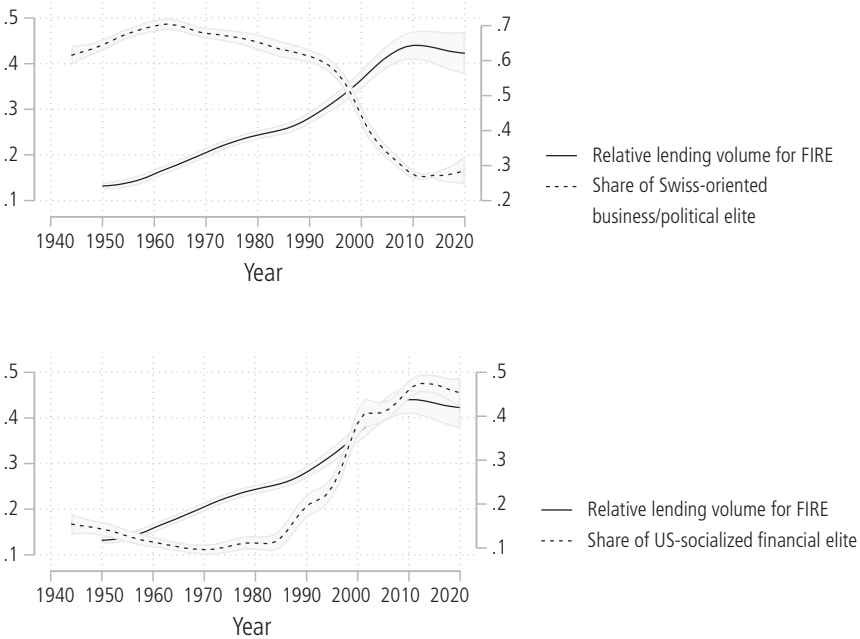 .5
.4
.3
.2
.1
.7
.6
.5
.4
.3
.2
1940 1950 1960 1970 1980 1990 2000 2010 2020
Year
Relative lending volume for FIRE
Share of Swiss-oriented
business/political elite
.5
.4
.3
.2
.1
.5
.4
.3
.2
.1
1940 1950 1960 1970 1980 1990 2000 2010 2020
Year
Relative lending volume for FIRE
Share of US-socialized financial elite